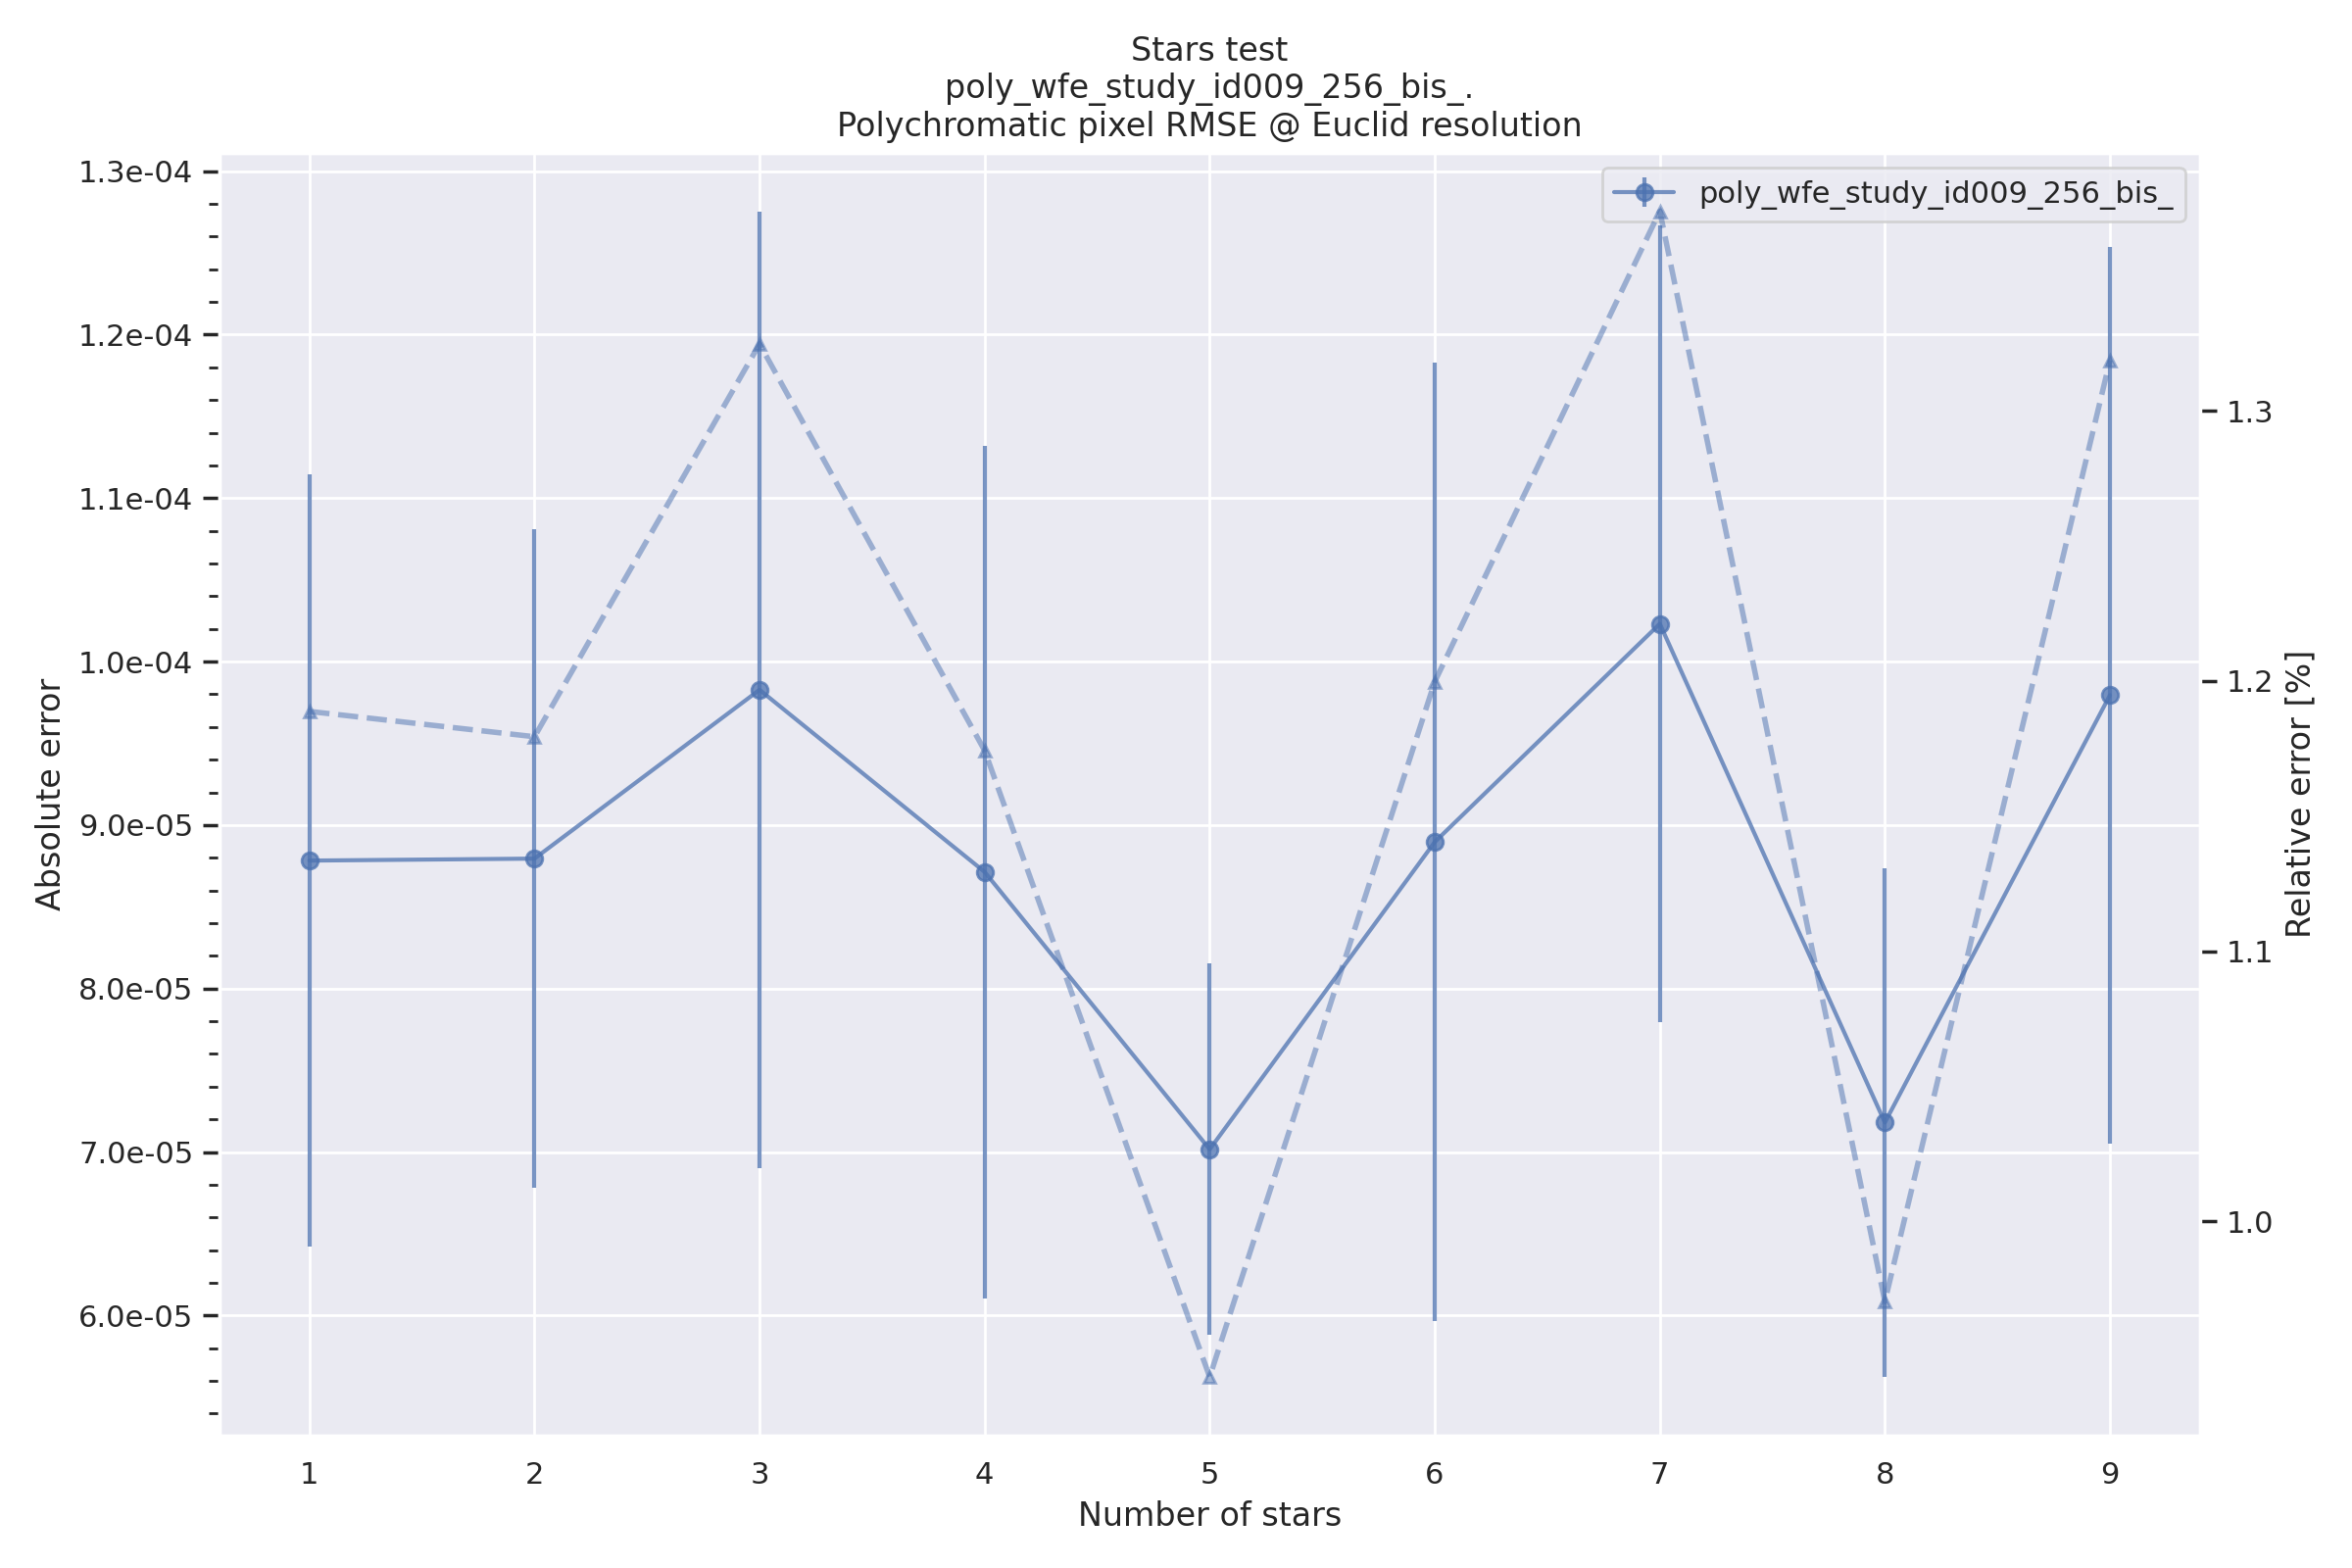 Stars test
poly_wfe_study_id009_256_bis_.
Polychromatic pixel RMSE @ Euclid resolution
poly_wfe_study_id009_256_bis_
1.3e-04
1.2e-04
1.1e-04
1.0e-04
9.0e-05
8.0e-05
7.0e-05
6.0e-05
Absolute error
1.3
1.2
1.1
1.0
Relative error [%]
1 2 3 4 5 6 7 8 9
Number of stars